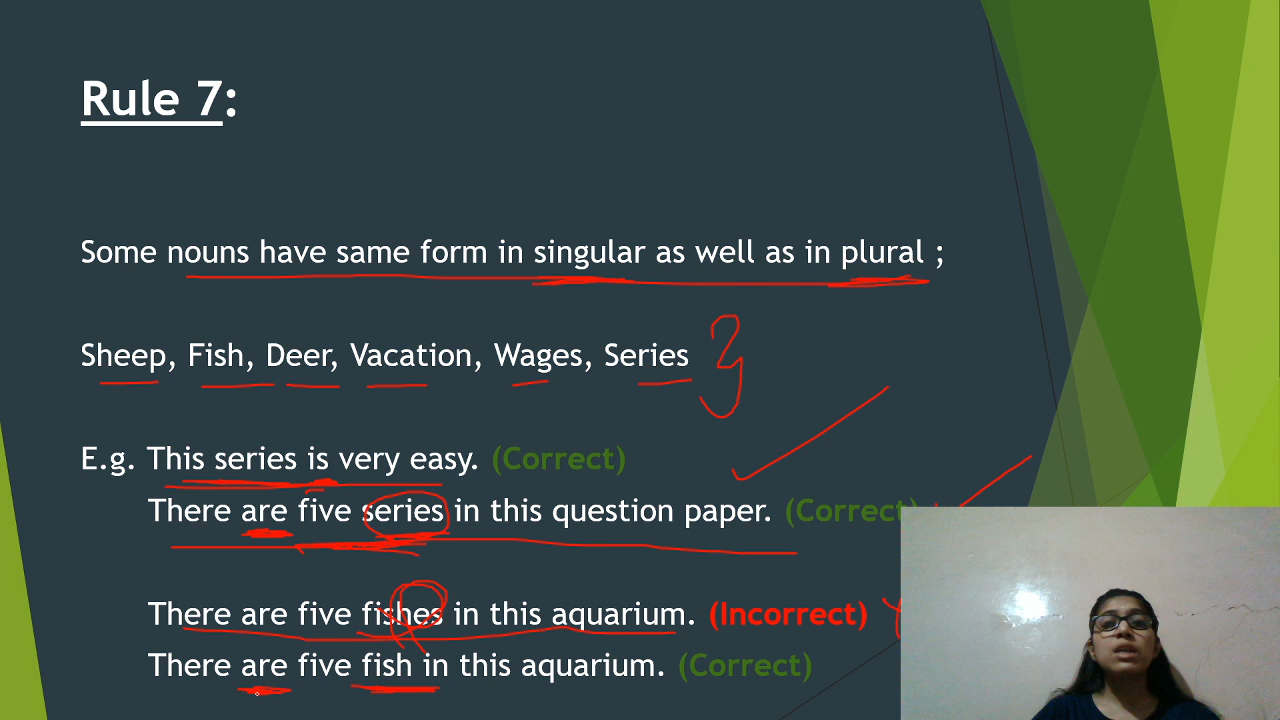 Rule 7:
Some nouns have same form in singular as well as in plural ;
Sheep, Fish, Deer, Vacation, Wages, Series
E.g. This series is very easy. (Correct)
There are five series in this question paper. (Correct)
There are five fishes in this aquarium. (Incorrect)
There are five fish in this aquarium. (Correct)